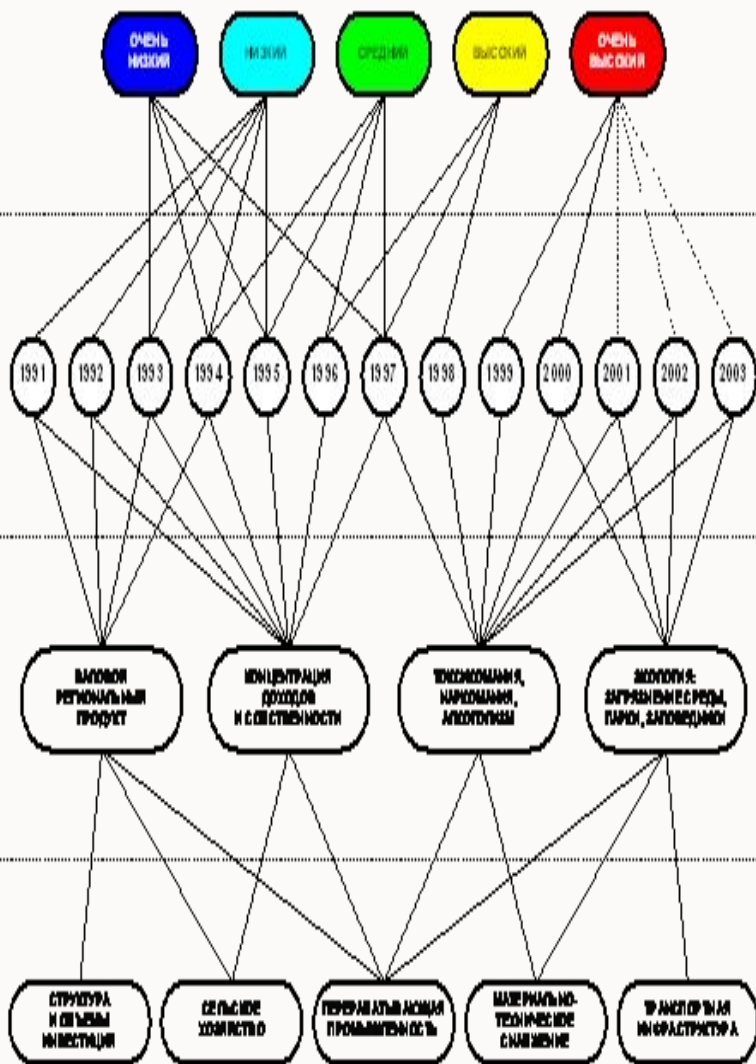 ОЧЕНЬ
НИЗКИЙ
НИЗКИЙ
СРЕДНИЙ
ВЫСОКИЙ
ОЧЕНЬ
ВЫСОКИЙ
1991
1992
1993
1994
1995
1996
1997
1998
1999
2000
2001
2002
2003
ВАЛОВОЙ
РЕГИОНАЛЬНЫЙ
ПРОДУКТ
КОНЦЕНТРАЦИЯ
ДОХОДОВ
И СОБСТВЕННОСТИ
ТОКСИКОМАНИЯ,
НАРКОМАНИЯ,
АЛКОГОЛИЗМ
ЭКОЛОГИЯ:
ЗАГРЯЗНЕНИЕ СРЕДЫ,
ПАРКИ, ЗАПОВЕДНИКИ
СТРУКТУРА
И ОБЪЕМЫ
ИНВЕСТИЦИЙ
СЕЛЬСКОЕ
ХОЗЯЙСТВО
ПЕРЕРАБАТЫВАЮЩАЯ
ПРОМЫШЛЕННОСТЬ
МАТЕРИАЛЬНО-
ТЕХНИЧЕСКОЕ
СНАБЖЕНИЕ
ТРАНСПОРТНАЯ
ИНФРАСТРУКТУРА